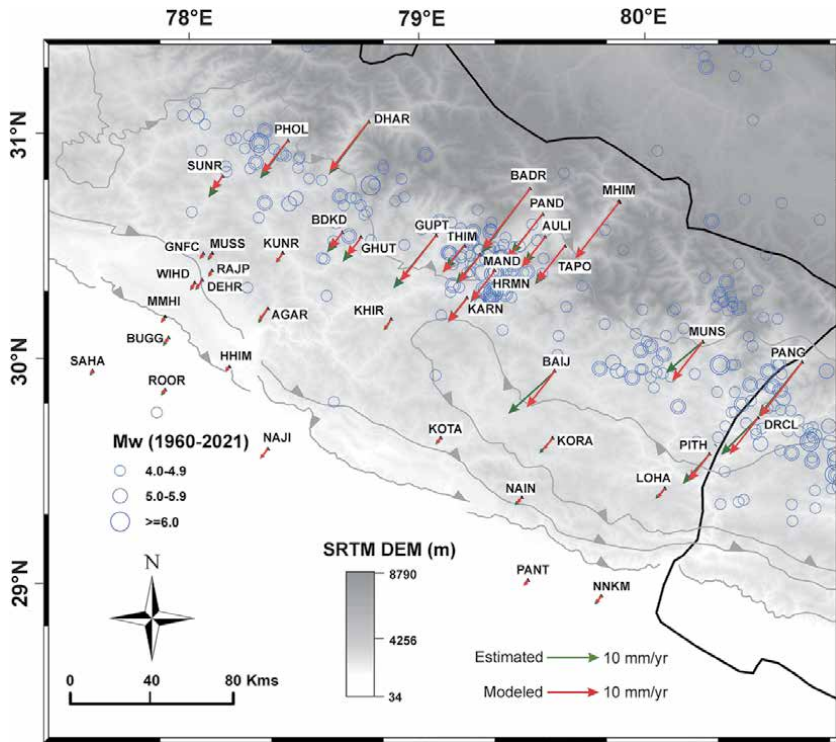 78°E 79°E 80°E
31°N
30°N
29°N
DHAR
PHOL
SUNR
BADR
MHIM
PAND
BDKD
GUPT
AULI
THIM
GNFC
MUSS
KUNR
GHUT
MAND
TAPO
WIHD
RAJP
DEHR
HRMN
MMHI
AGAR
KHIR
KARN
BUGG
MUNS
SAHA
HHIM
BAIJ
PANG
ROOR
DRCL
NAJI
KOTA
KORA
PITH
LOHA
NAIN
PANT
NNKM
Mw (1960-2021)
4.0-4.9
5.0-5.9
>=6.0
N
0 40 80 Kms
SRTM DEM (m)
8790
4256
34
Estimated 10 mm/yr
Modeled 10 mm/yr